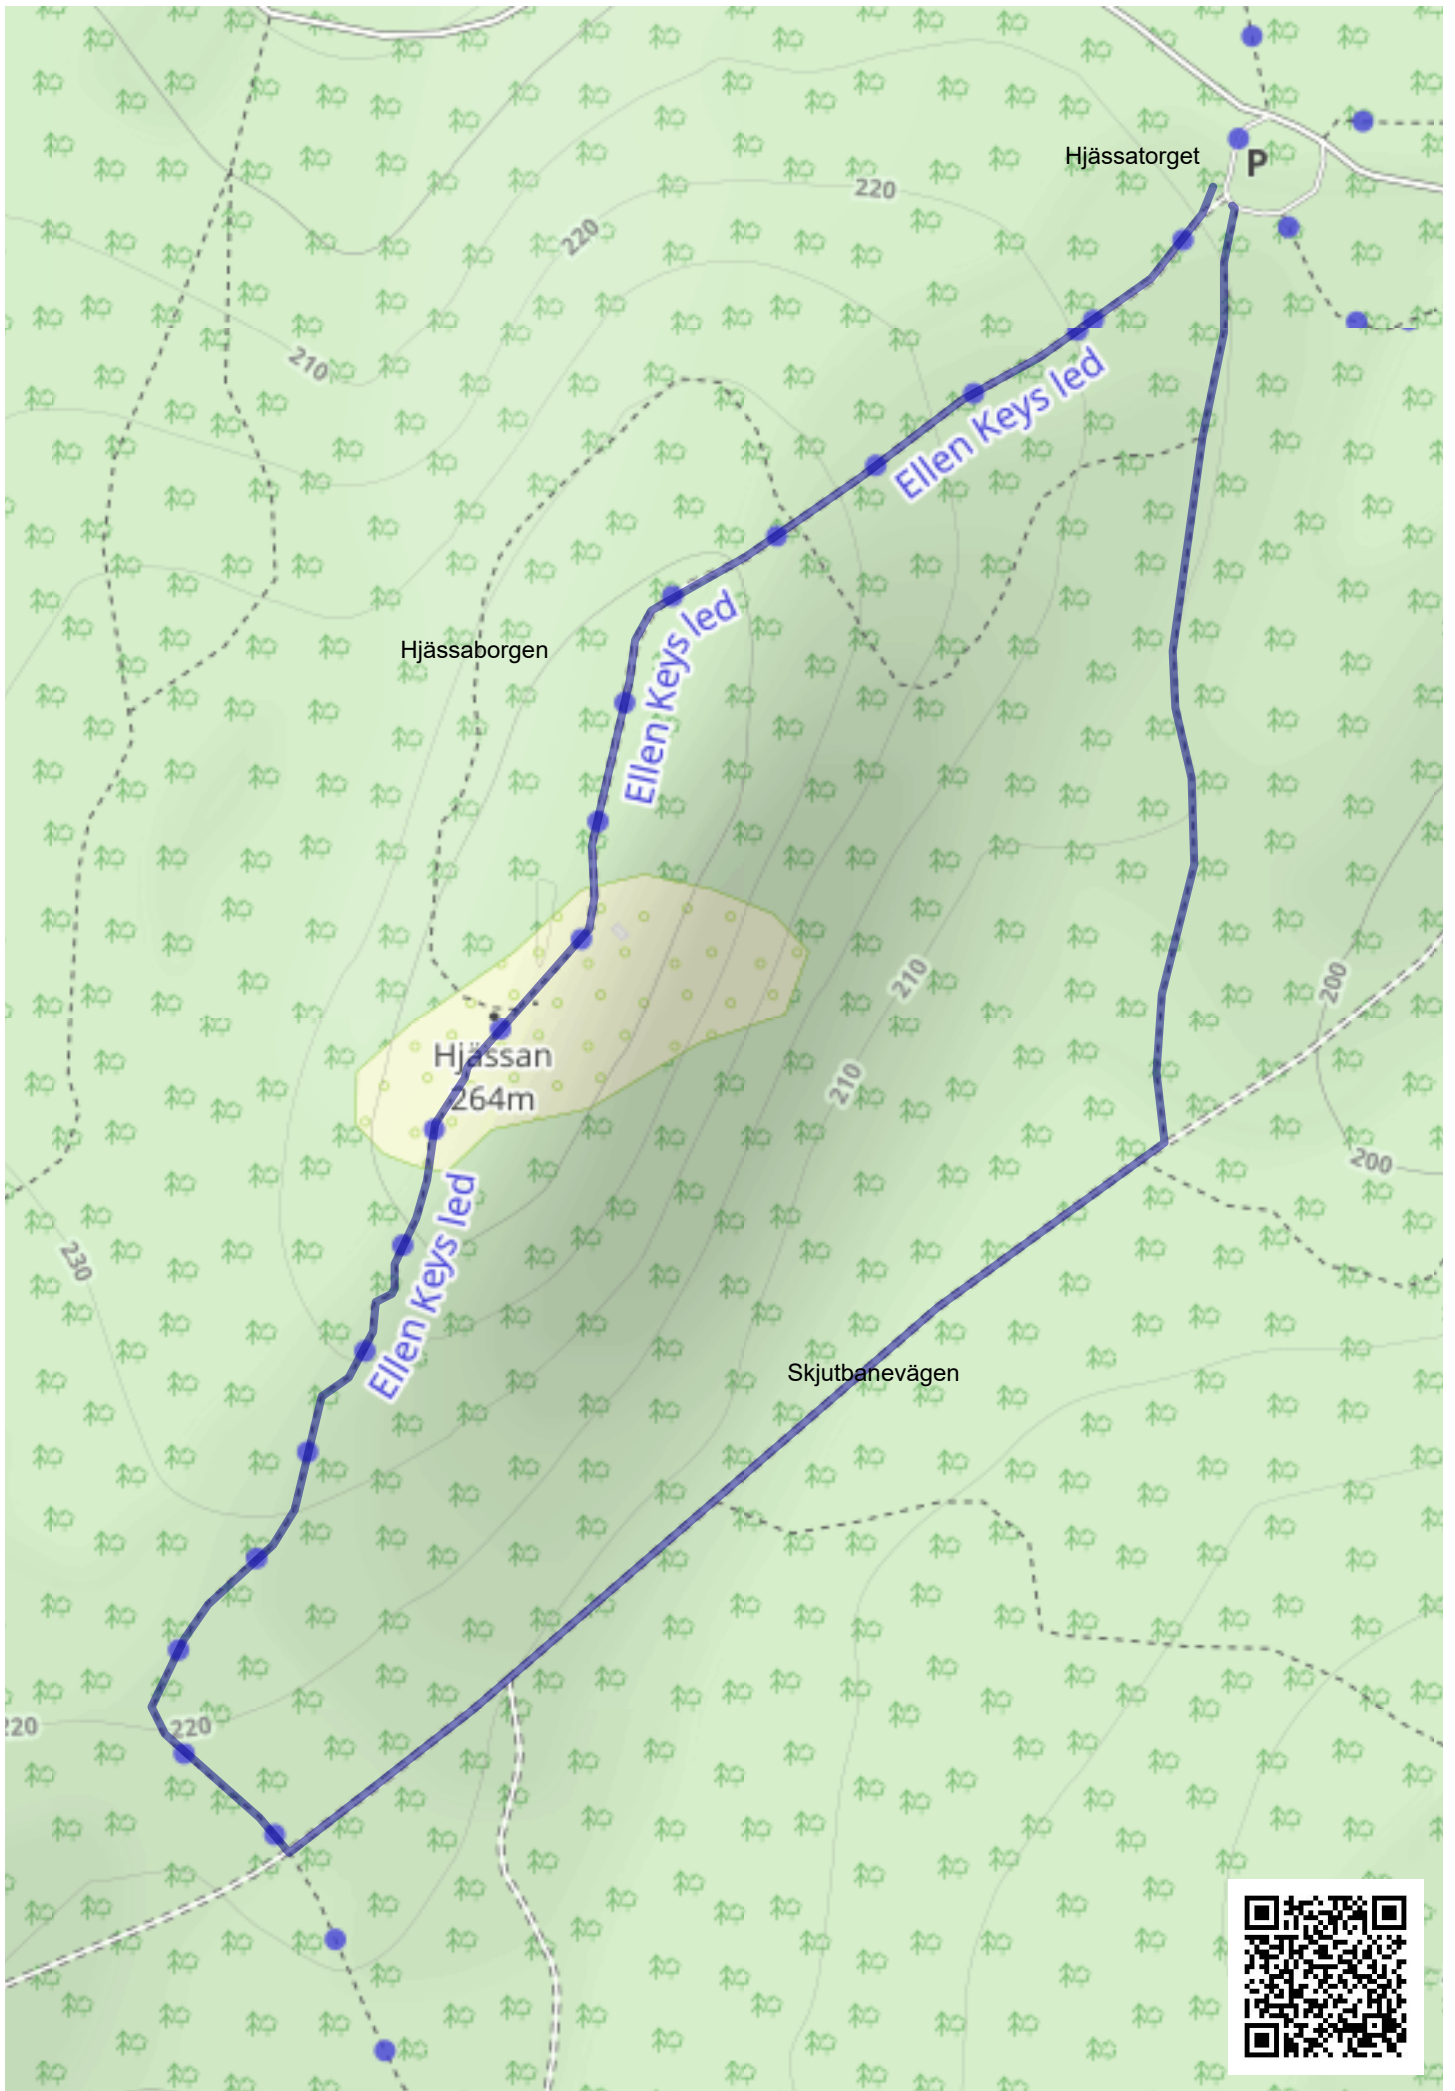 Hjässatorget
P
220
220
210
Ellen Keys led
Ellen Keys led
Hjässaborgen
210
200
Hjässan
264m
210
200
230
Ellen Keys led
Skjutbanevägen
220
220